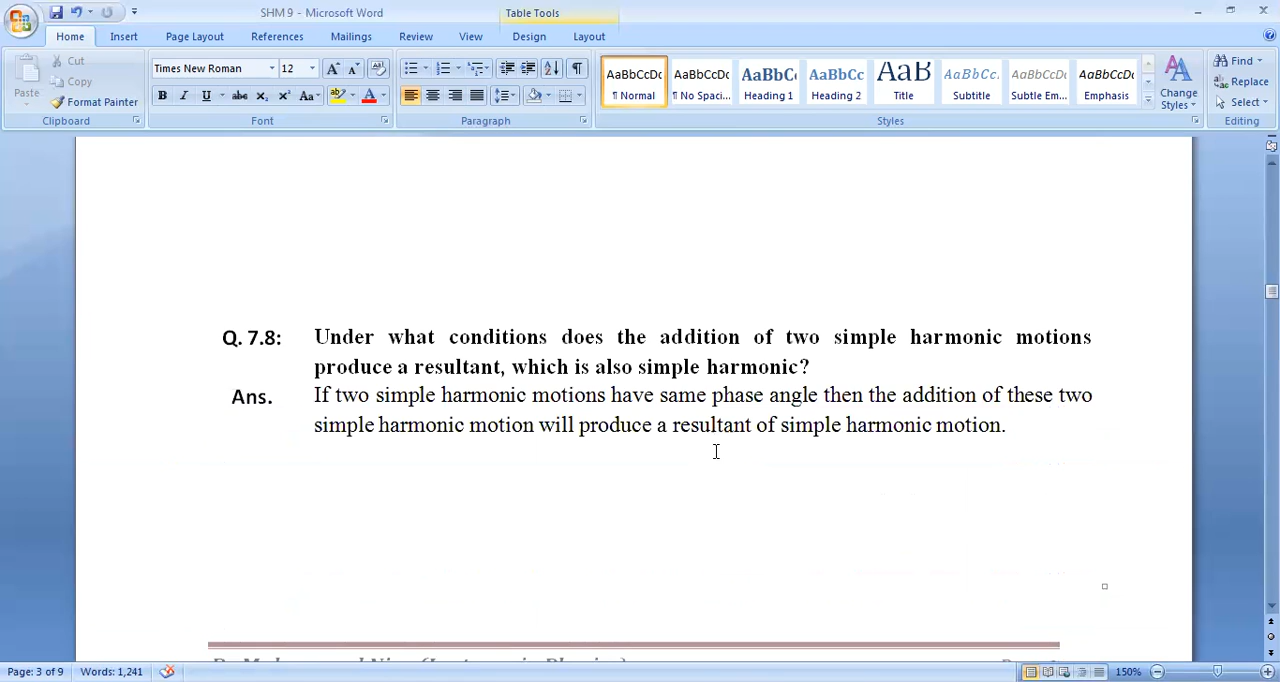 SHM 9 - Microsoft Word
Table Tools
Home Insert Page Layout References Mailings Review View Design Layout
Paste
Cut
Copy
Format Painter
Clipboard
Times New Roman 12
B I U abc X₂ X² Aa
Font
Paragraph
AaBbCcDc AaBbCcDc AaBbC AaBbCc AaB AaBbCc. AaBbCcDc AaBbCcDc
¶ Normal ¶ No Spaci... Heading 1 Heading 2 Title Subtitle Subtle Em... Emphasis
Change Styles
Styles
Find
Replace
Select
Editing
Q. 7.8: Under what conditions does the addition of two simple harmonic motions
produce a resultant, which is also simple harmonic?
Ans. If two simple harmonic motions have same phase angle then the addition of these two
simple harmonic motion will produce a resultant of simple harmonic motion.
Page: 3 of 9 Words: 1,241 150%